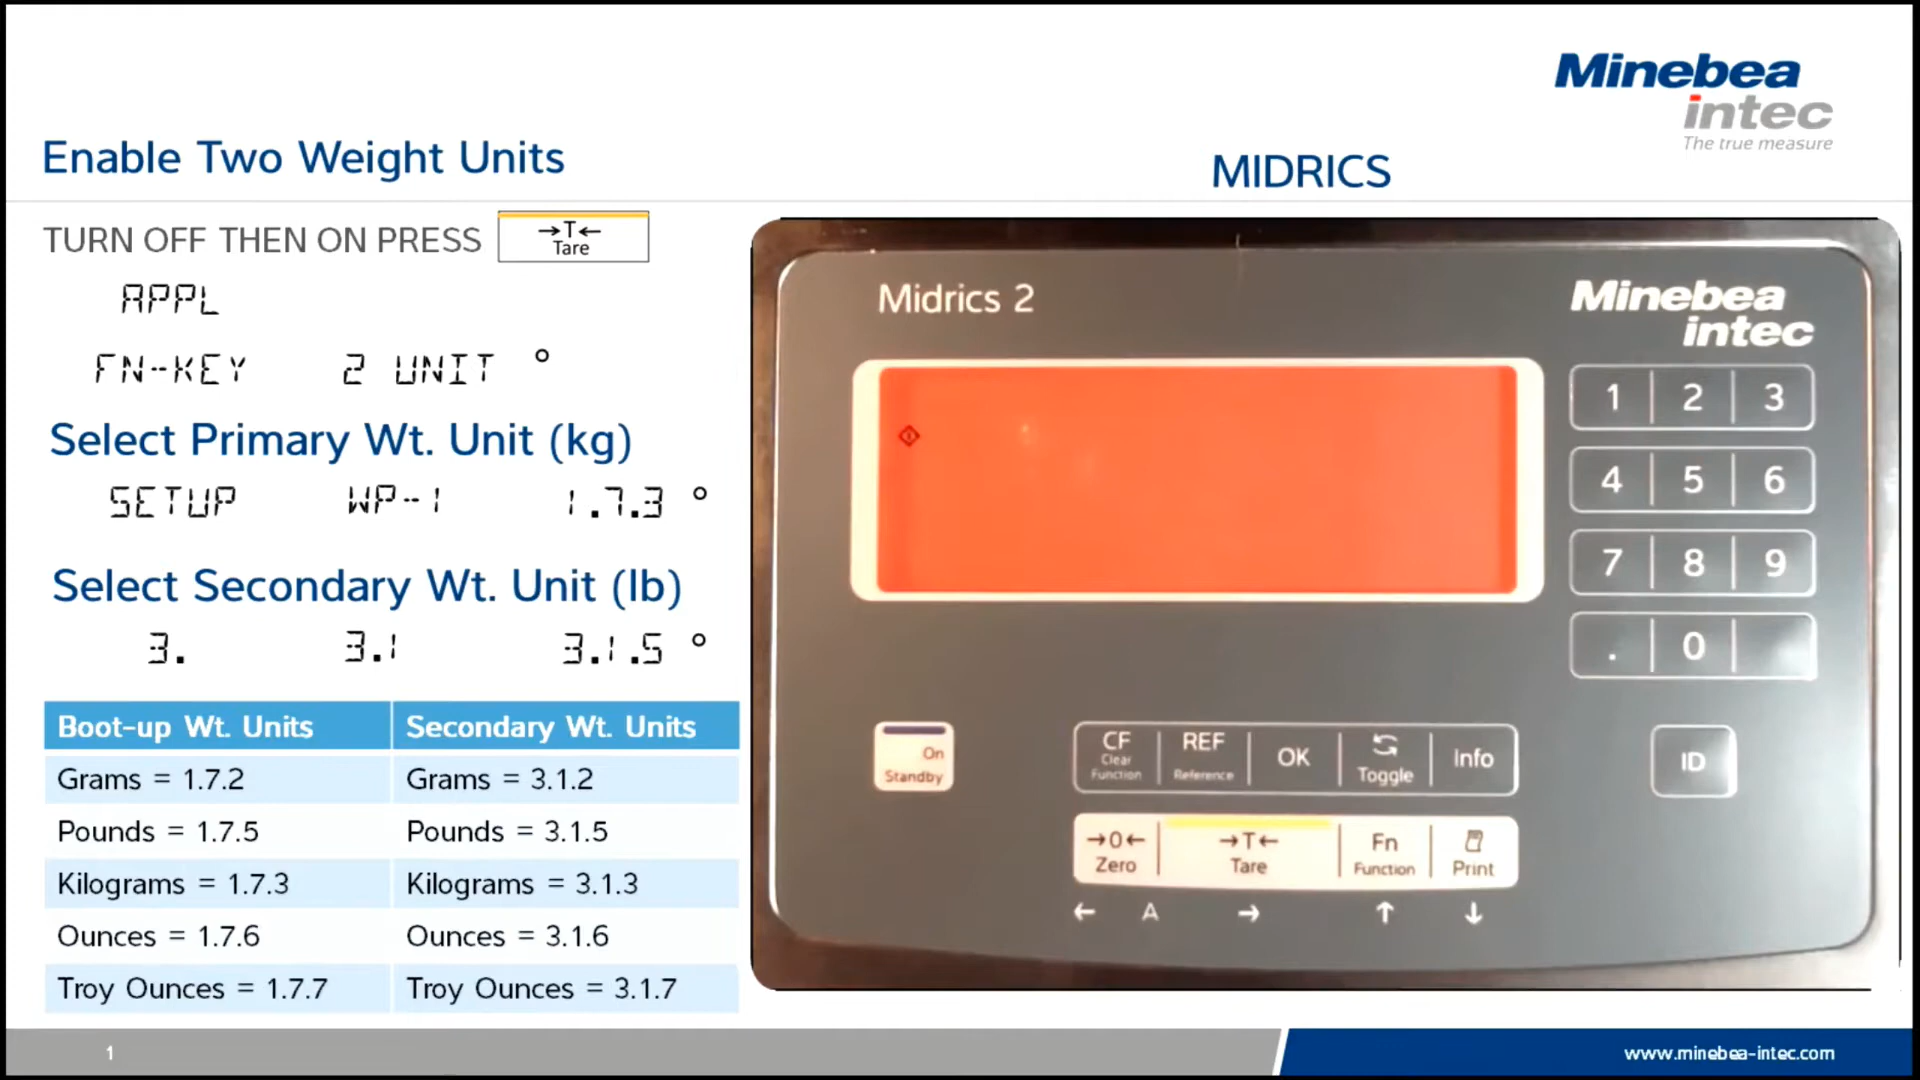 Minebea
intec
The true measure
Enable Two Weight Units
MIDRICS
TURN OFF THEN ON PRESS →T← Tare
APPL
FN-KEY 2 UNIT °
Select Primary Wt. Unit (kg)
SETUP WP-1 1.7.3 °
Select Secondary Wt. Unit (lb)
3. 3.1 3.1.5 °
Boot-up Wt. Units Secondary Wt. Units
Grams = 1.7.2 Grams = 3.1.2
Pounds = 1.7.5 Pounds = 3.1.5
Kilograms = 1.7.3 Kilograms = 3.1.3
Ounces = 1.7.6 Ounces = 3.1.6
Troy Ounces = 1.7.7 Troy Ounces = 3.1.7
Midrics 2
Minebea
intec
1 2 3
4 5 6
7 8 9
. 0
On
Standby
CF
Clear
Function
REF
Reference
OK
Toggle
Info
ID
→0←
Zero
→T←
Tare
Fn
Function
Print
← A → ↑ ↓
1
www.minebea-intec.com